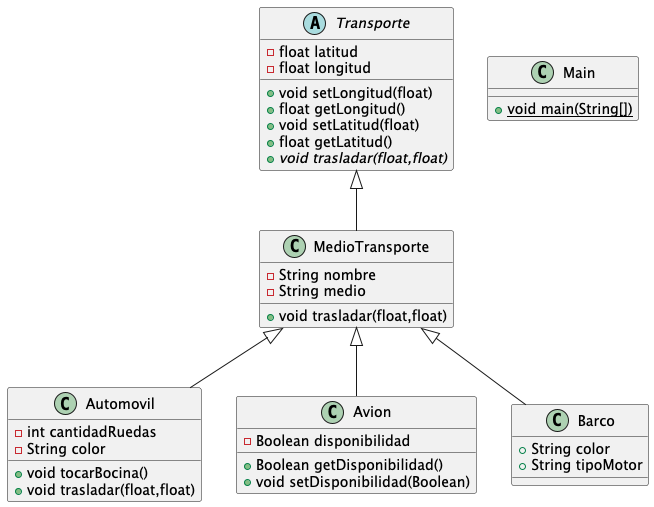 A Transporte
float latitud
float longitud
void setLongitud(float)
float getLongitud()
void setLatitud(float)
float getLatitud()
void trasladar(float,float)
C Main
void main(String[])
C MedioTransporte
String nombre
String medio
void trasladar(float,float)
C Automovil
int cantidadRuedas
String color
void tocarBocina()
void trasladar(float,float)
C Avion
Boolean disponibilidad
Boolean getDisponibilidad()
void setDisponibilidad(Boolean)
C Barco
String color
String tipoMotor